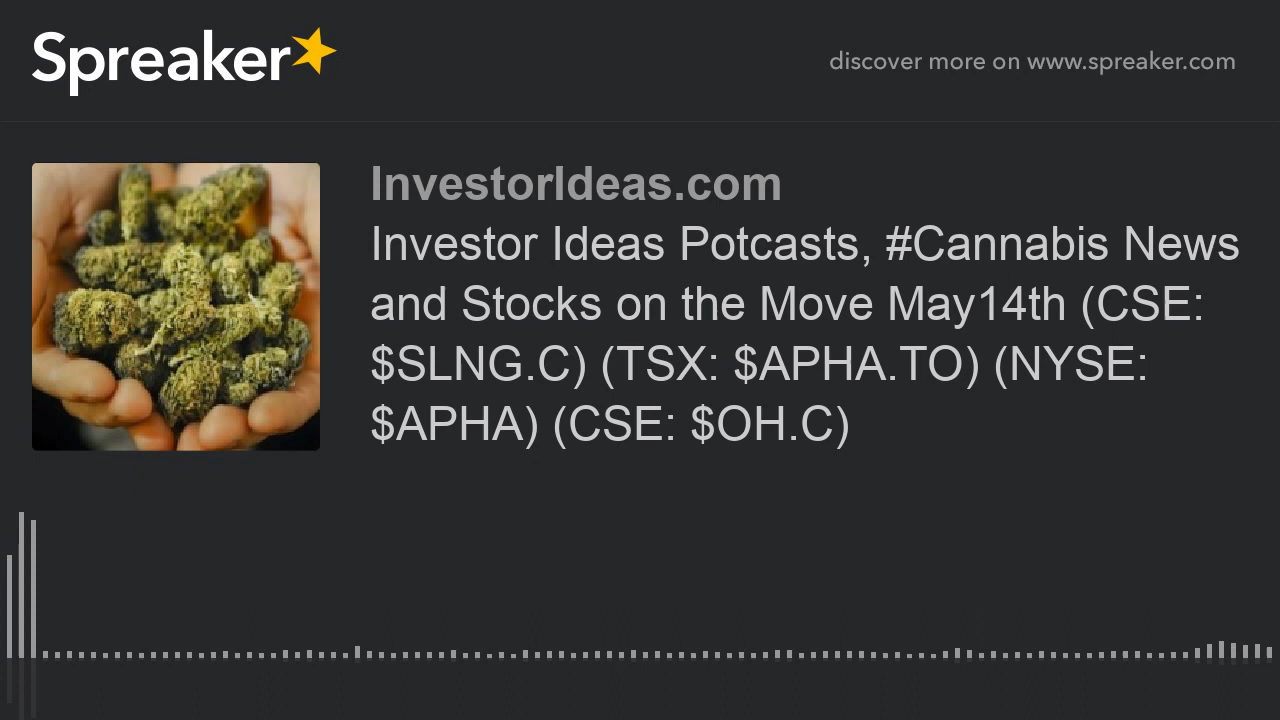 Spreaker
discover more on www.spreaker.com
InvestorIdeas.com
Investor Ideas Potcasts, #Cannabis News
and Stocks on the Move May14th (CSE:
$SLNG.C) (TSX: $APHA.TO) (NYSE:
$APHA) (CSE: $OH.C)